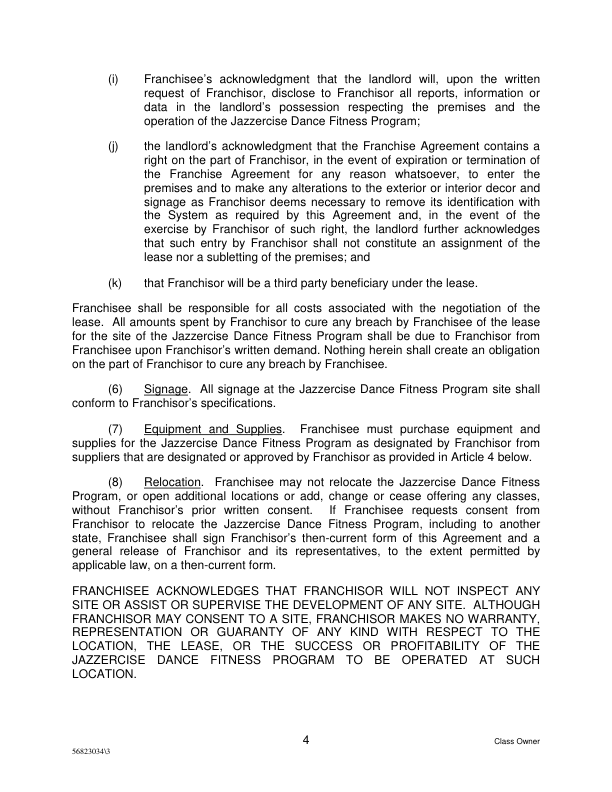 (i) Franchisee's acknowledgment that the landlord will, upon the written
request of Franchisor, disclose to Franchisor all reports, information or
data in the landlord's possession respecting the premises and the
operation of the Jazzercise Dance Fitness Program;
(j) the landlord's acknowledgment that the Franchise Agreement contains a
right on the part of Franchisor, in the event of expiration or termination of
the Franchise Agreement for any reason whatsoever, to enter the
premises and to make any alterations to the exterior or interior decor and
signage as Franchisor deems necessary to remove its identification with
the System as required by this Agreement and, in the event of the
exercise by Franchisor of such right, the landlord further acknowledges
that such entry by Franchisor shall not constitute an assignment of the
lease nor a subletting of the premises; and
(k) that Franchisor will be a third party beneficiary under the lease.
Franchisee shall be responsible for all costs associated with the negotiation of the
lease. All amounts spent by Franchisor to cure any breach by Franchisee of the lease
for the site of the Jazzercise Dance Fitness Program shall be due to Franchisor from
Franchisee upon Franchisor's written demand. Nothing herein shall create an obligation
on the part of Franchisor to cure any breach by Franchisee.
(6) Signage. All signage at the Jazzercise Dance Fitness Program site shall
conform to Franchisor's specifications.
(7) Equipment and Supplies. Franchisee must purchase equipment and
supplies for the Jazzercise Dance Fitness Program as designated by Franchisor from
suppliers that are designated or approved by Franchisor as provided in Article 4 below.
(8) Relocation. Franchisee may not relocate the Jazzercise Dance Fitness
Program, or open additional locations or add, change or cease offering any classes,
without Franchisor's prior written consent. If Franchisee requests consent from
Franchisor to relocate the Jazzercise Dance Fitness Program, including to another
state, Franchisee shall sign Franchisor's then-current form of this Agreement and a
general release of Franchisor and its representatives, to the extent permitted by
applicable law, on a then-current form.
FRANCHISEE ACKNOWLEDGES THAT FRANCHISOR WILL NOT INSPECT ANY
SITE OR ASSIST OR SUPERVISE THE DEVELOPMENT OF ANY SITE. ALTHOUGH
FRANCHISOR MAY CONSENT TO A SITE, FRANCHISOR MAKES NO WARRANTY,
REPRESENTATION OR GUARANTY OF ANY KIND WITH RESPECT TO THE
LOCATION, THE LEASE, OR THE SUCCESS OR PROFITABILITY OF THE
JAZZERCISE DANCE FITNESS PROGRAM TO BE OPERATED AT SUCH
LOCATION.
4
Class Owner
56823034\3